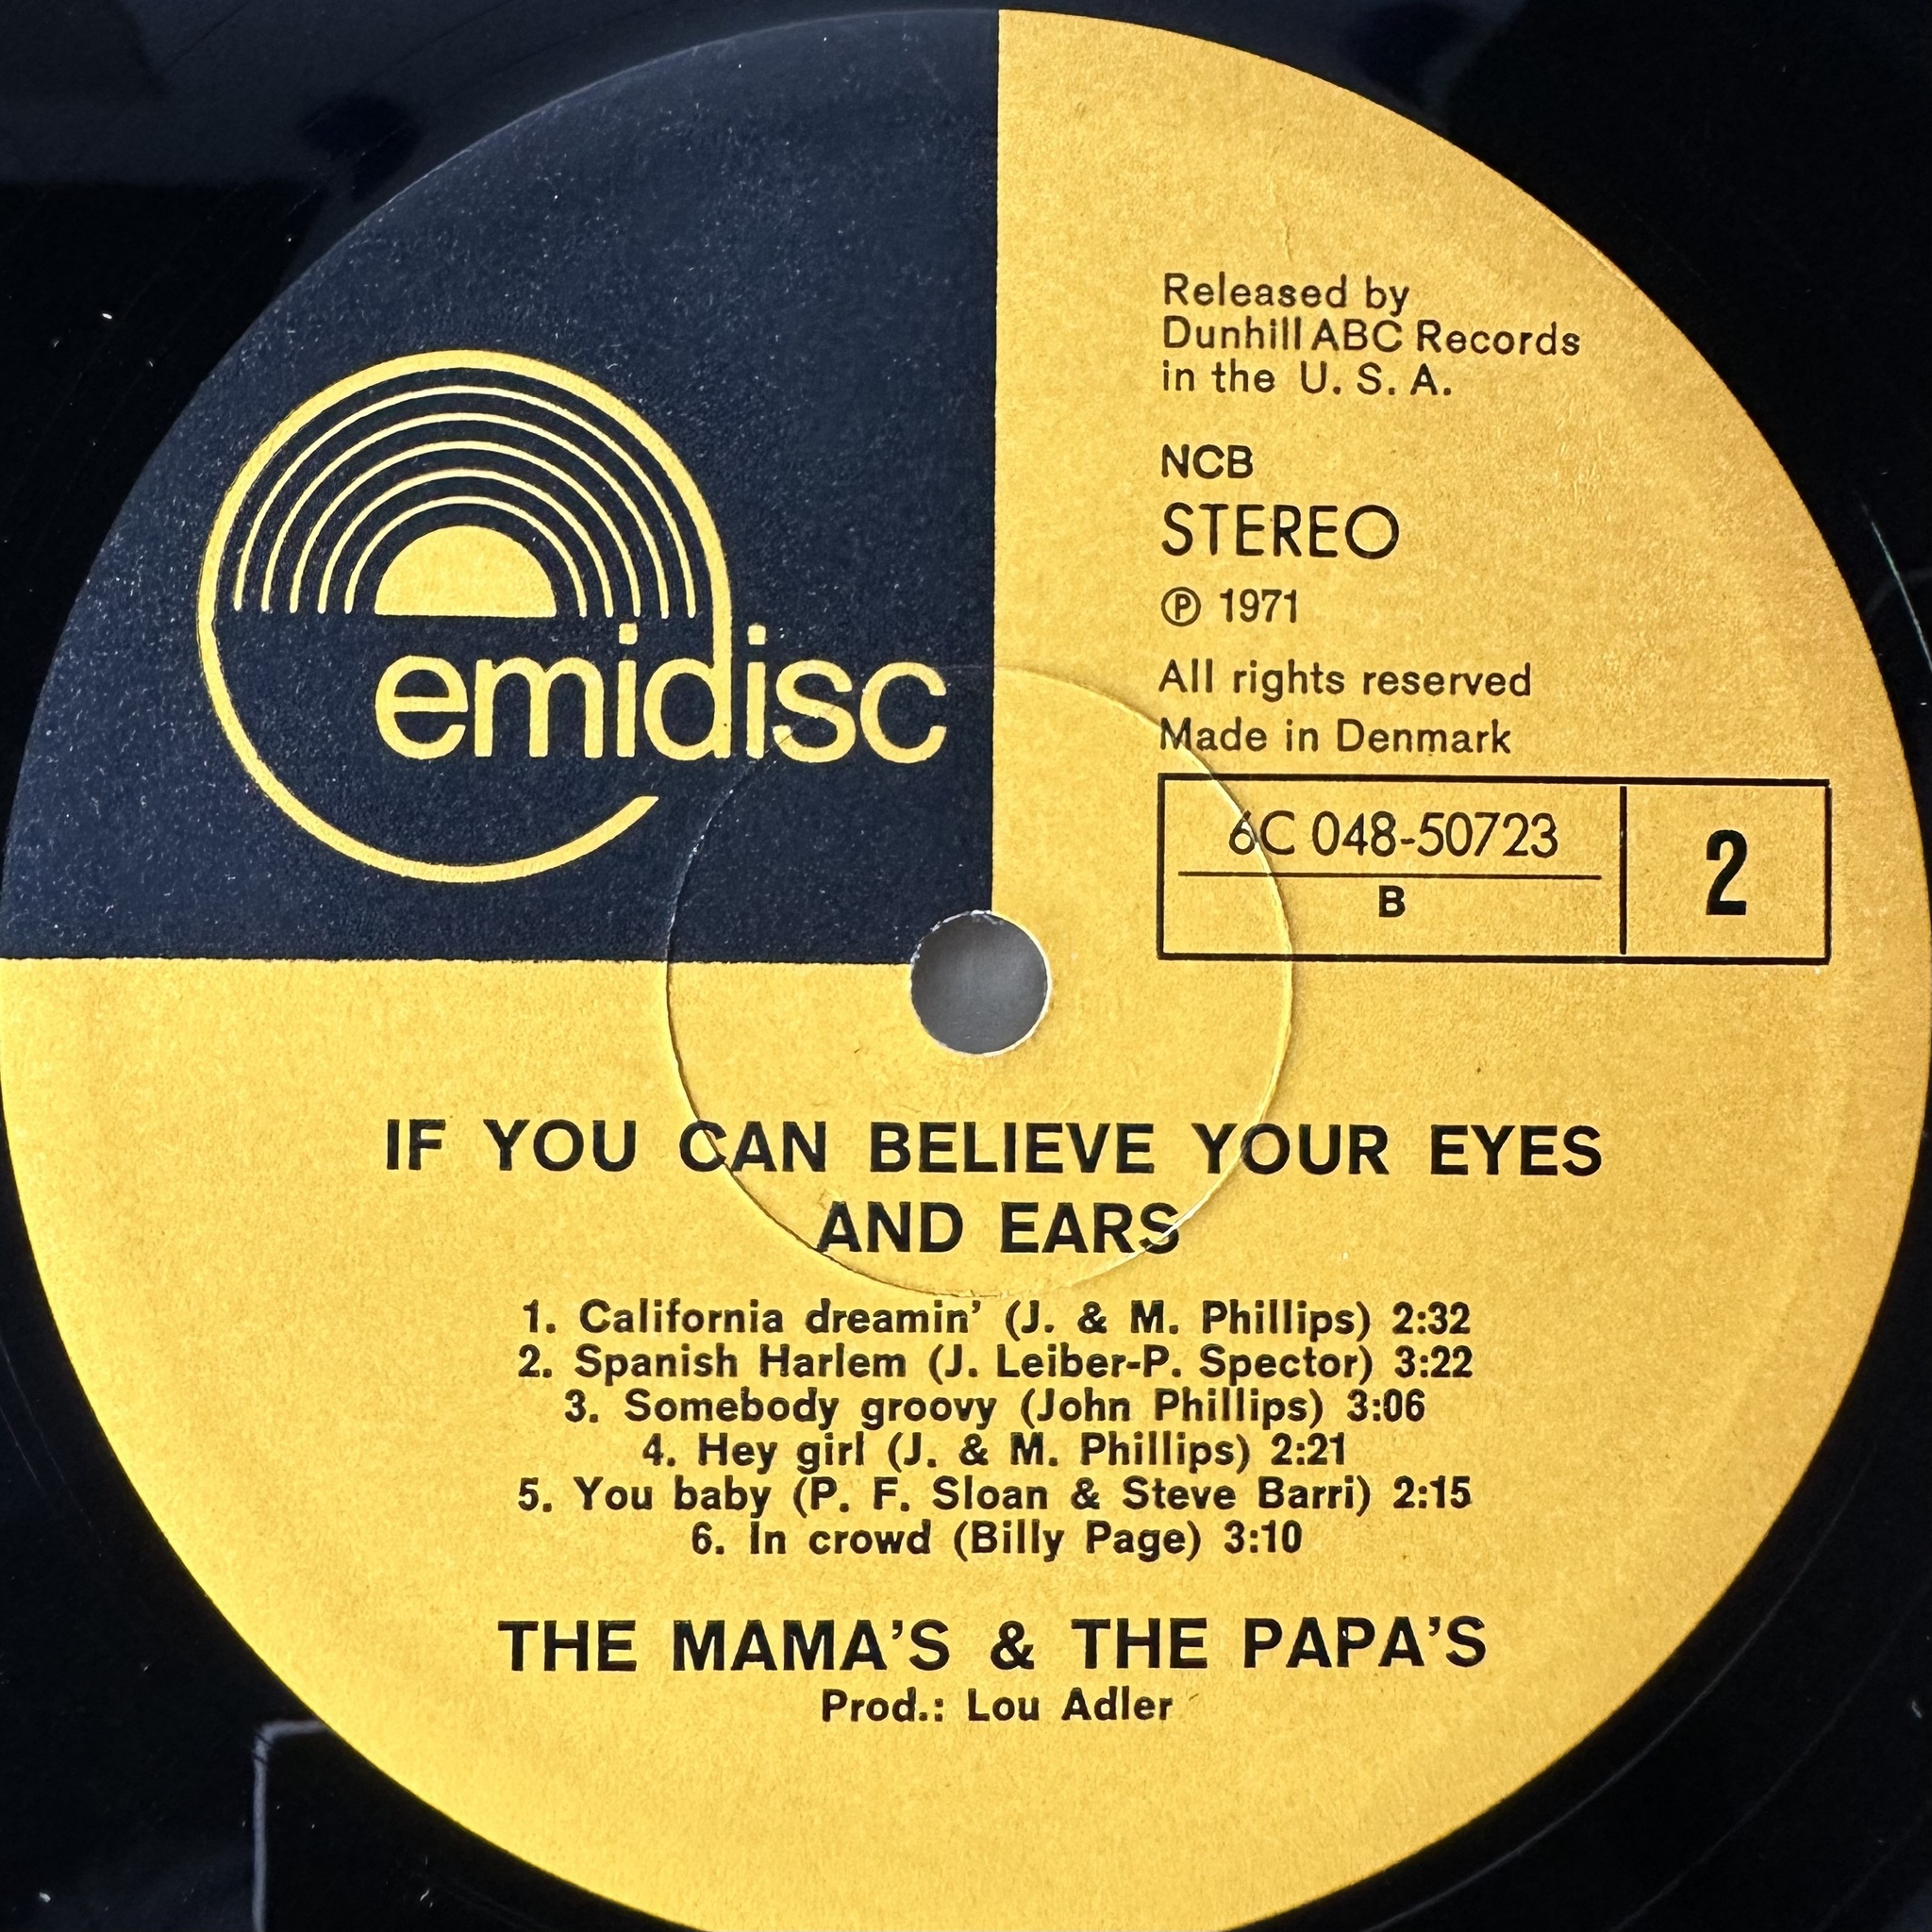 emidisc
Released by
Dunhill ABC Records
in the U. S. A.
NCB
STEREO
Ⓟ 1971
All rights reserved
Made in Denmark
6C 048-50723
B
2
IF YOU CAN BELIEVE YOUR EYES
AND EARS
1. California dreamin’ (J. & M. Phillips) 2:32
2. Spanish Harlem (J. Leiber-P. Spector) 3:22
3. Somebody groovy (John Phillips) 3:06
4. Hey girl (J. & M. Phillips) 2:21
5. You baby (P. F. Sloan & Steve Barri) 2:15
6. In crowd (Billy Page) 3:10
THE MAMA’S & THE PAPA’S
Prod.: Lou Adler